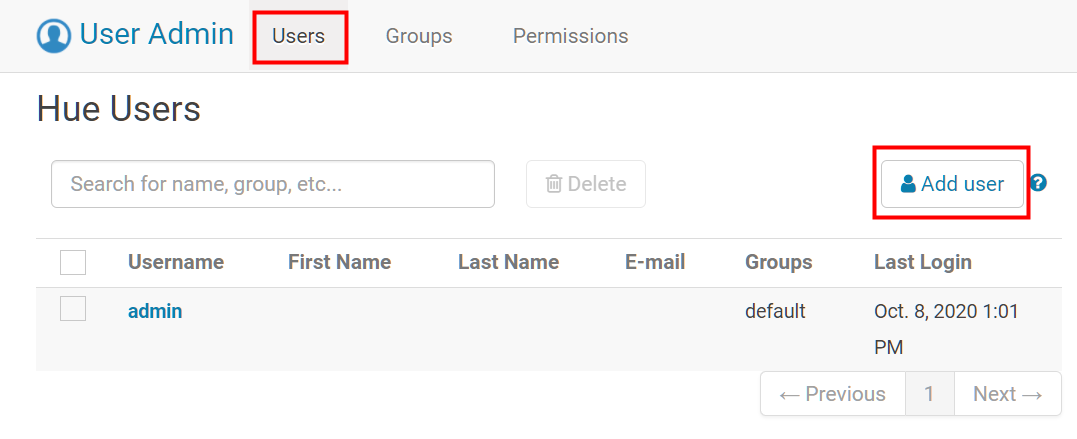 User Admin Users Groups Permissions
Hue Users
Search for name, group, etc... Delete Add user ?
Username First Name Last Name E-mail Groups Last Login
admin default Oct. 8, 2020 1:01
PM
← Previous 1 Next →